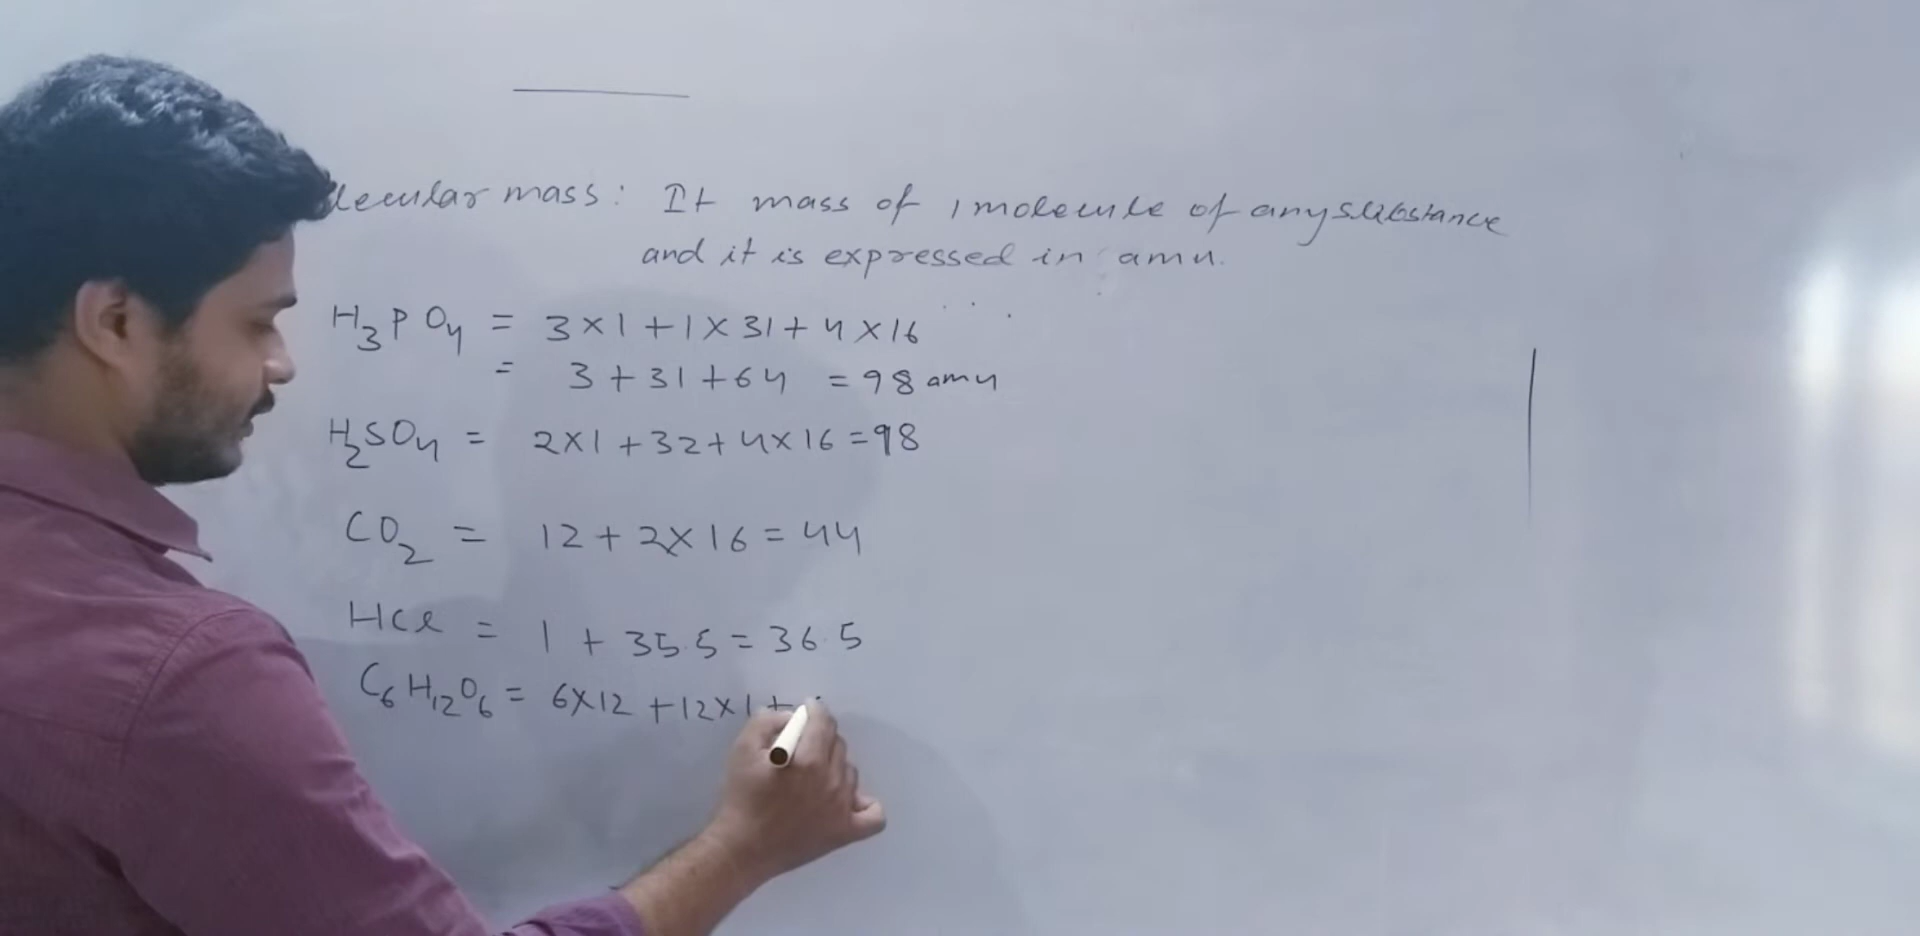 lecular mass: It mass of 1 molecule of any substance
and it is expressed in amu.
H₃PO₄ = 3×1+1×31+4×16
= 3+31+64 = 98 amu
H₂SO₄ = 2×1+32+4×16=98
CO₂ = 12+2×16=44
HCl = 1+35.5=36.5
C₆H₁₂O₆ = 6×12+12×1+